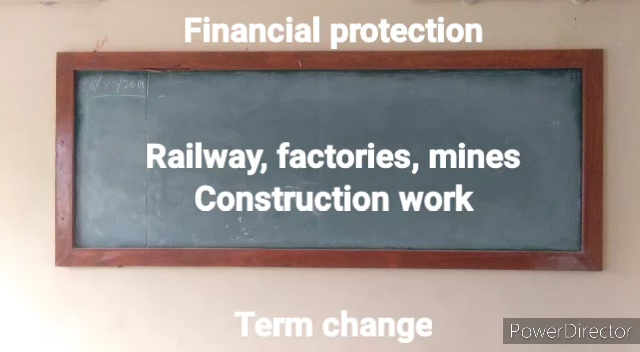 Financial protection
Railway, factories, mines
Construction work
Term change
PowerDirector